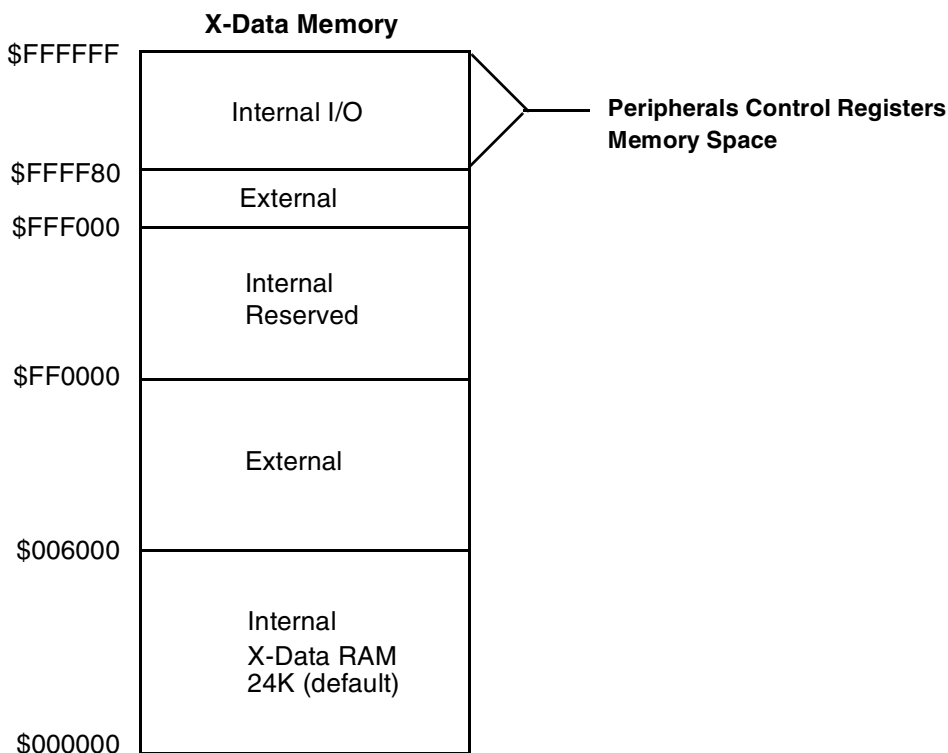 X-Data Memory
$FFFFFF
Internal I/O
Peripherals Control Registers
Memory Space
$FFFF80
External
$FFF000
Internal
Reserved
$FF0000
External
$006000
Internal
X-Data RAM
24K (default)
$000000